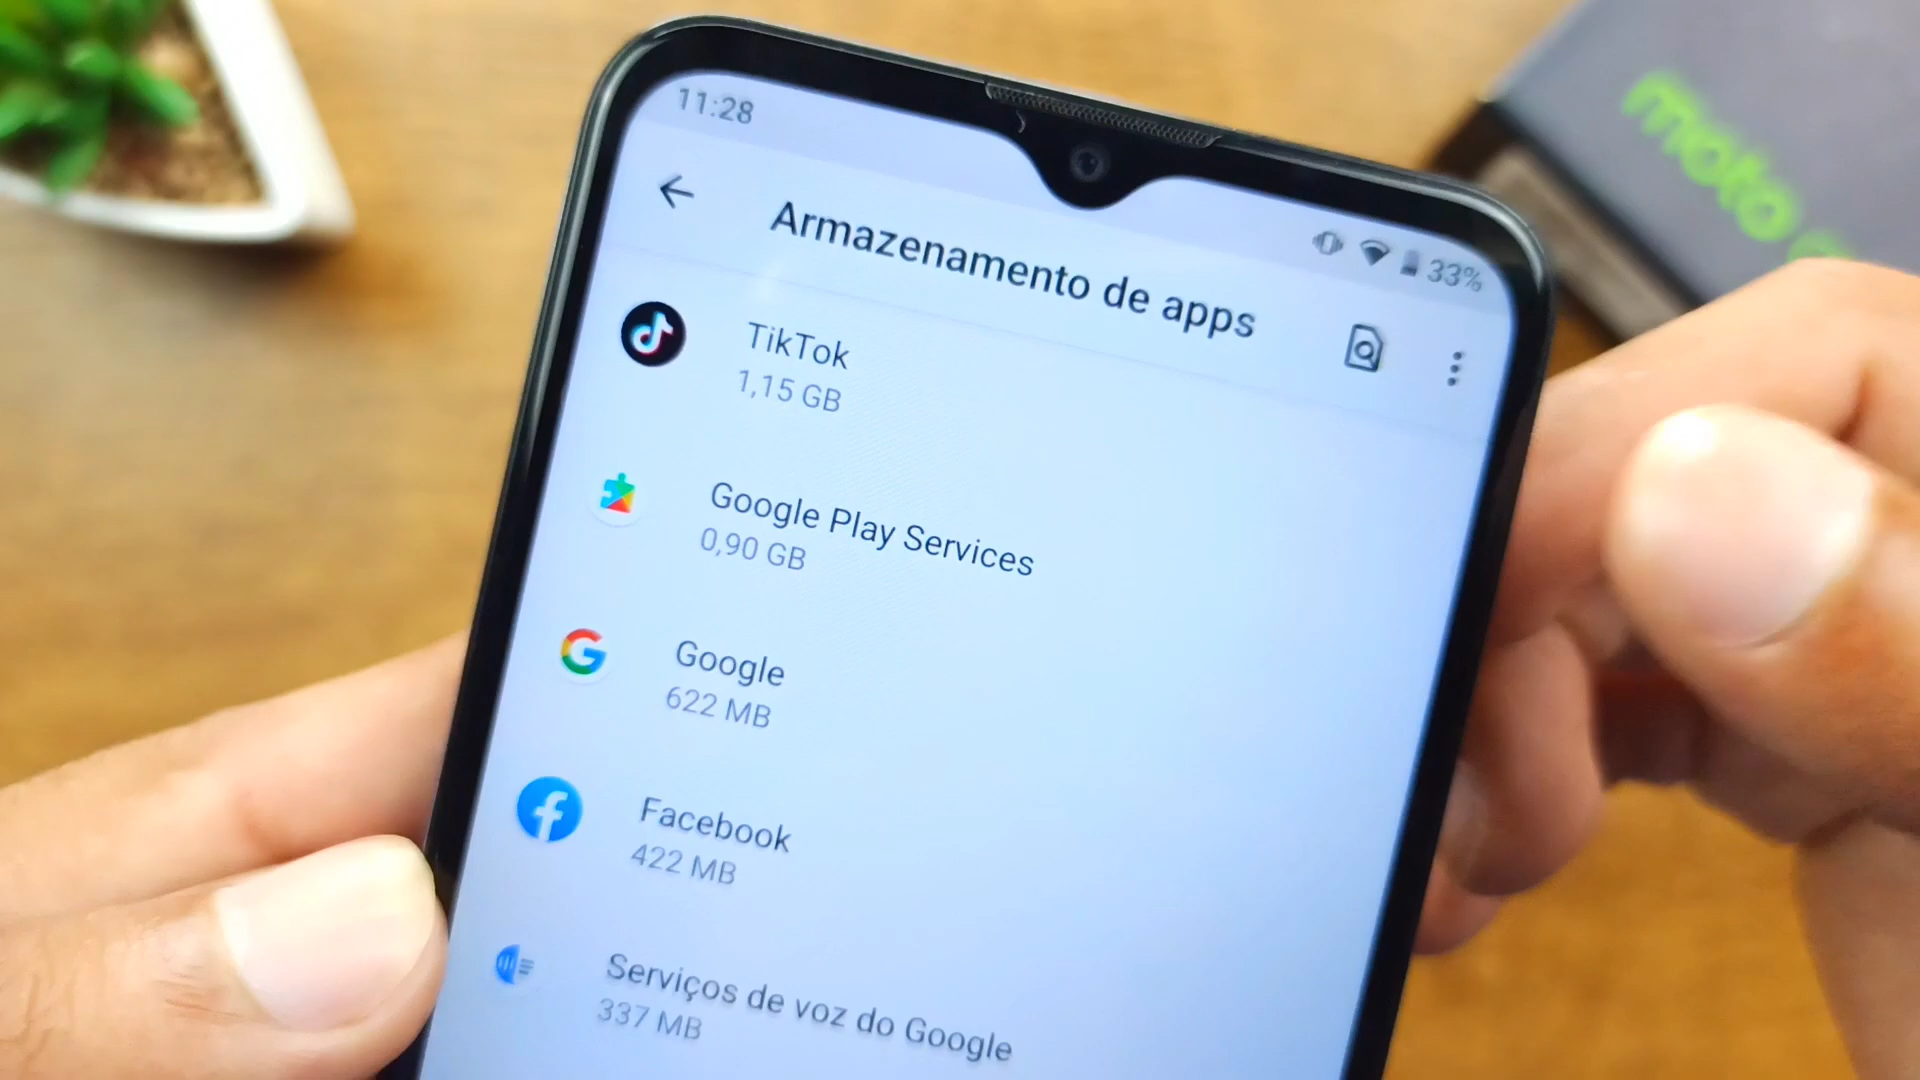 11:28
33%
Armazenamento de apps
TikTok
1,15 GB
Google Play Services
0,90 GB
Google
622 MB
Facebook
422 MB
Serviços de voz do Google
337 MB
moto